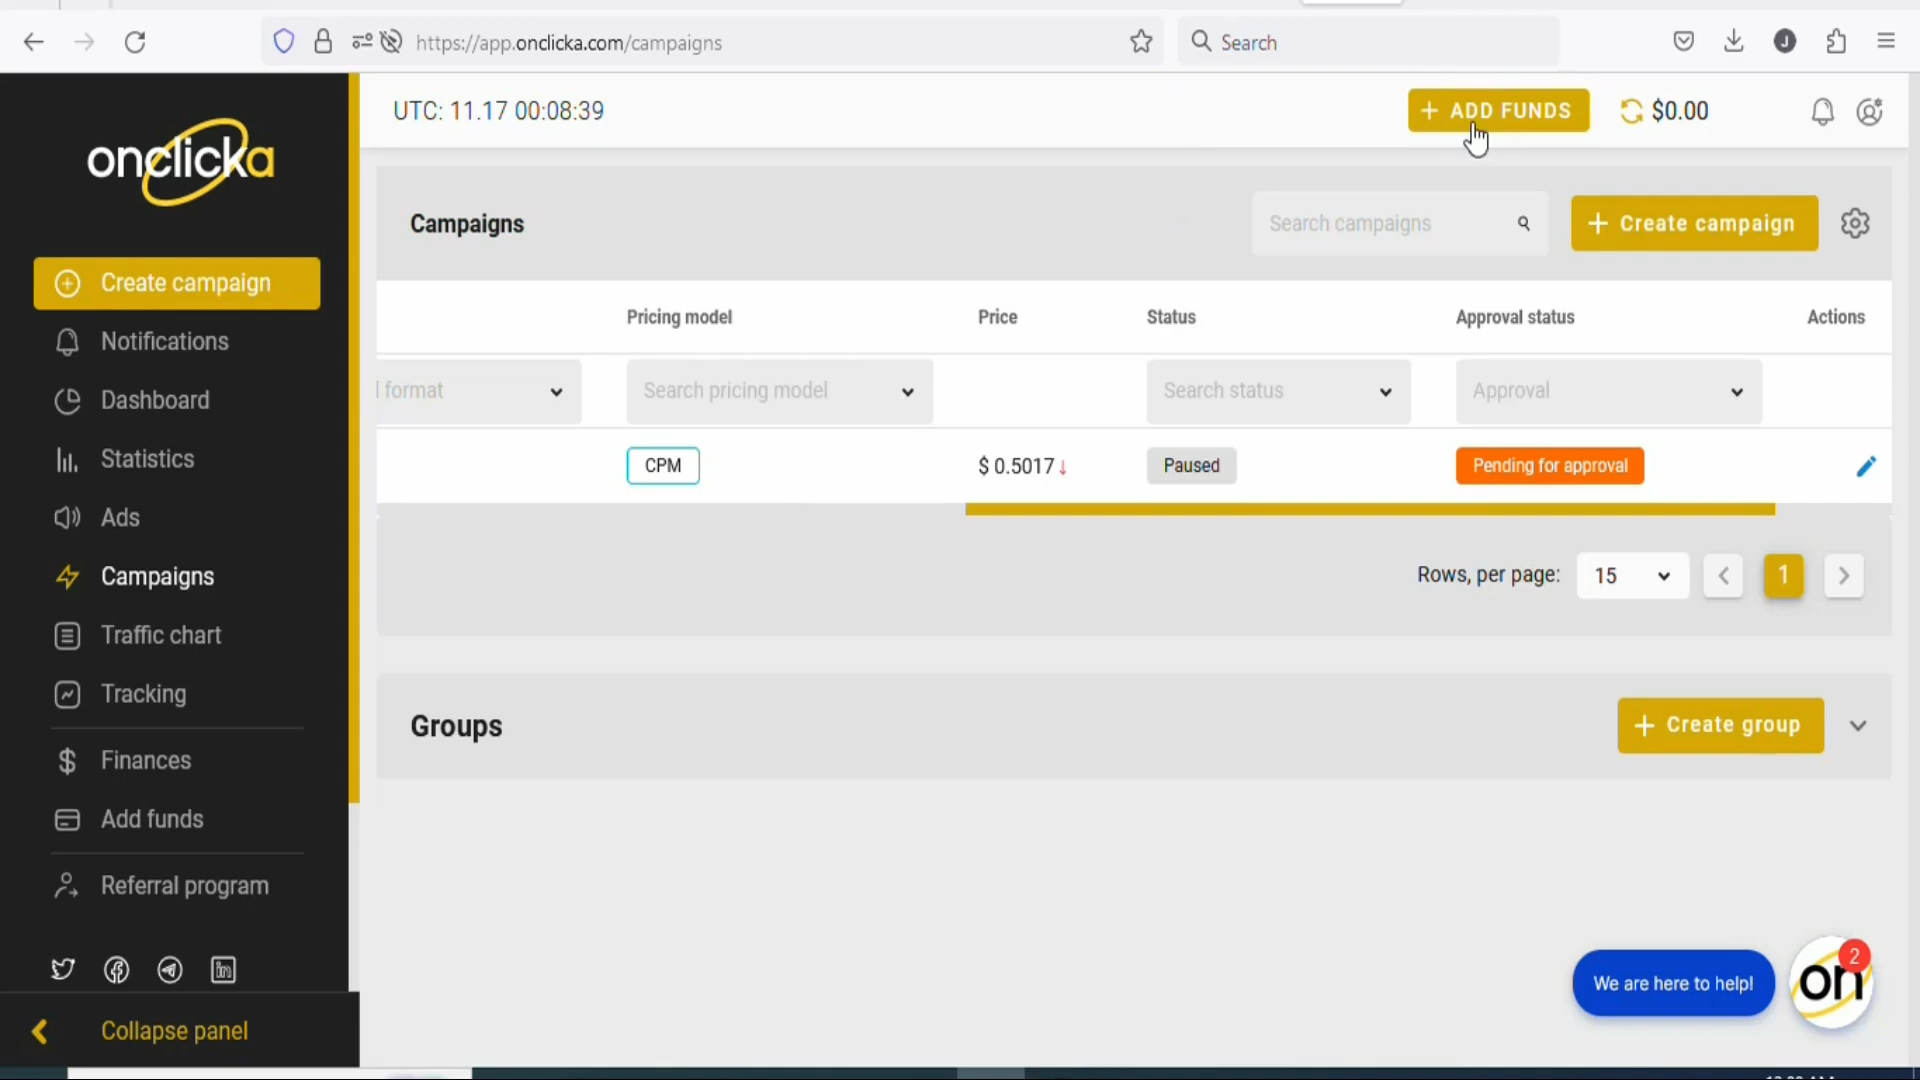 https://app.onclicka.com/campaigns
Search
J
onclicka
UTC: 11.17 00:08:39
+ ADD FUNDS
$0.00
Campaigns
Search campaigns
+ Create campaign
Create campaign
Notifications
Dashboard
Statistics
Ads
Campaigns
Traffic chart
Tracking
Finances
Add funds
Referral program
Collapse panel
Pricing model
Price
Status
Approval status
Actions
format
Search pricing model
Search status
Approval
CPM
$ 0.5017↓
Paused
Pending for approval
Rows, per page:
15
1
Groups
+ Create group
We are here to help!
on
2